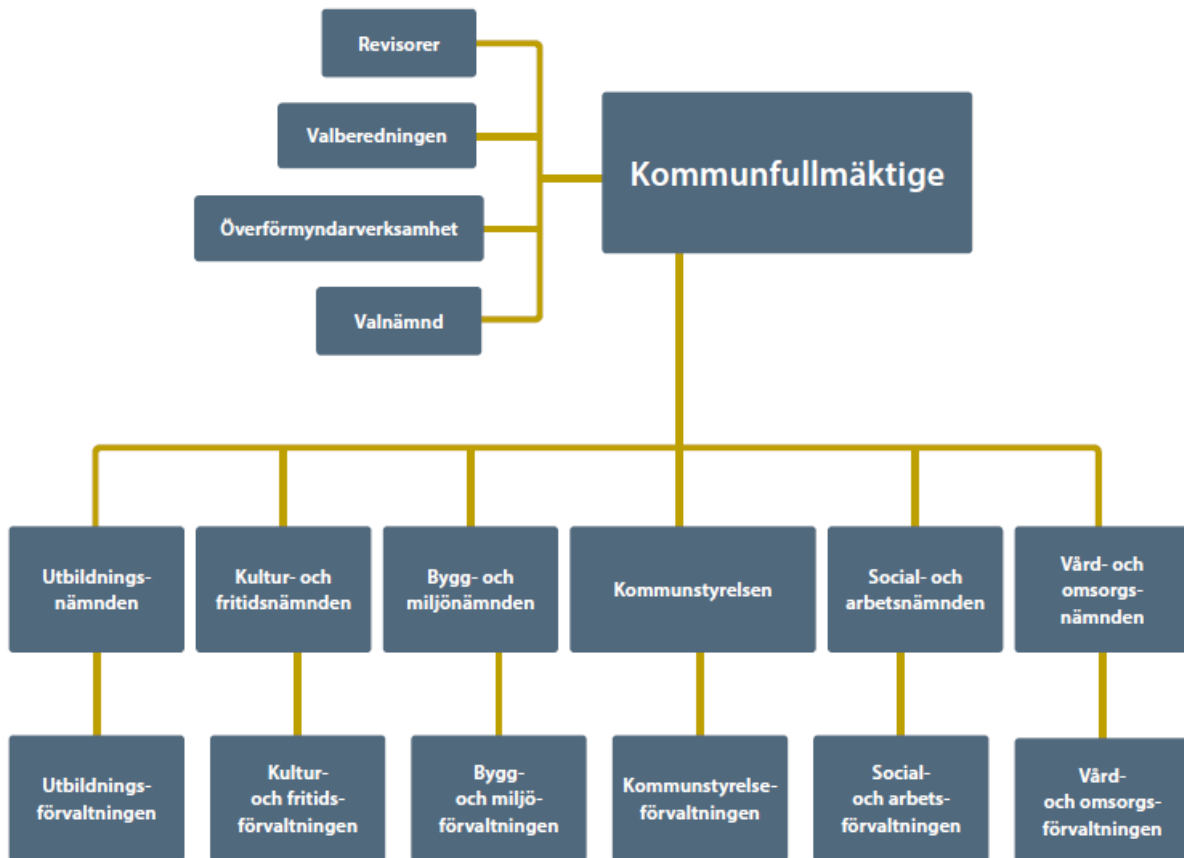 Revisorer
Valberedningen
Kommunfullmäktige
Överförmyndarverksamhet
Valnämnd
Utbildnings-
nämnden
Kultur- och
fritidsnämnden
Bygg- och
miljönämnden
Kommunstyrelsen
Social- och
arbetsnämnden
Vård- och
omsorgs-
nämnden
Utbildnings-
förvaltningen
Kultur-
och fritids-
förvaltningen
Bygg-
och miljö-
förvaltningen
Kommunstyrelse-
förvaltningen
Social-
och arbets-
förvaltningen
Vård-
och omsorgs-
förvaltningen